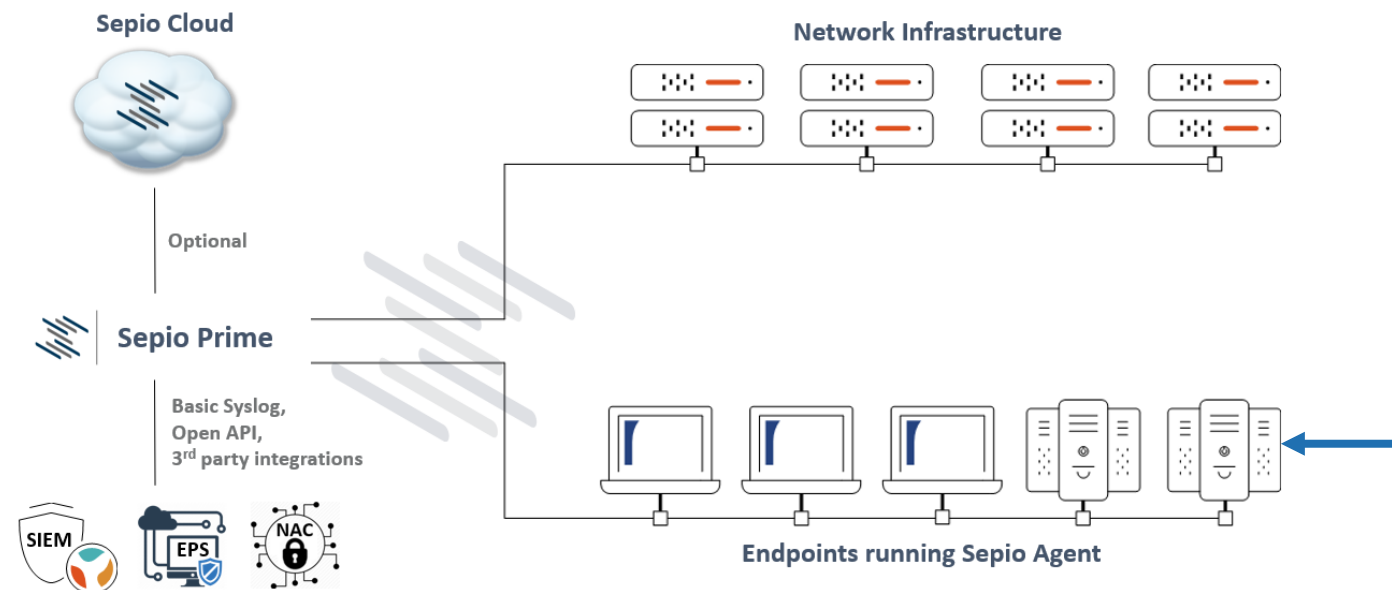 Sepio Cloud
Network Infrastructure
Optional
Sepio Prime
Basic Syslog,
Open API,
3rd party integrations
SIEM
EPS
NAC
Endpoints running Sepio Agent